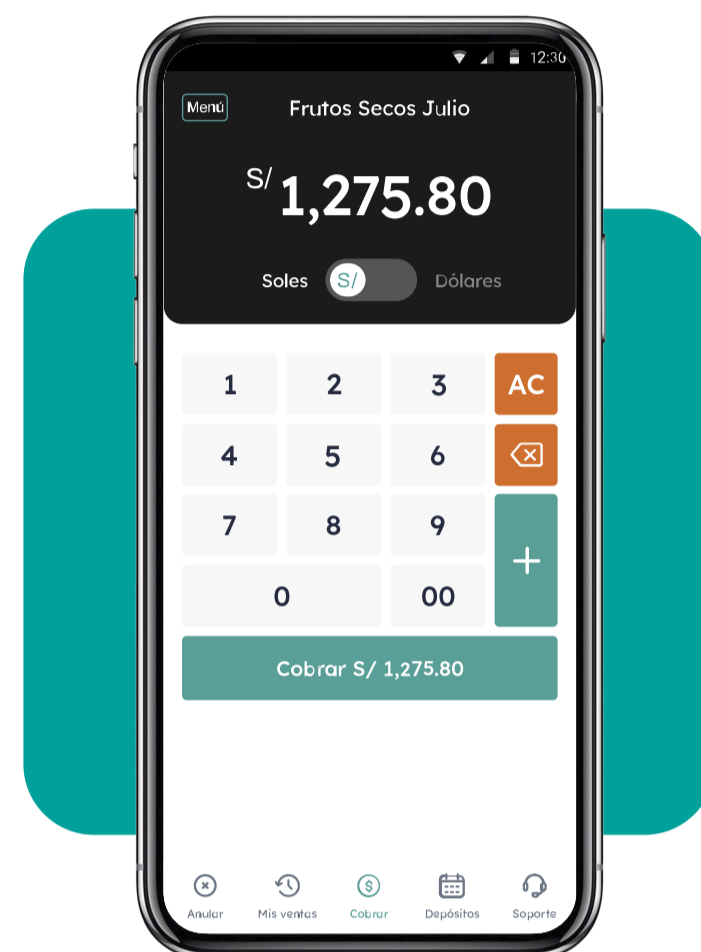 12:30
Menú Frutos Secos Julio
S/ 1,275.80
Soles S/ Dólares
1 2 3 AC
4 5 6
7 8 9 +
0 00
Cobrar S/ 1,275.80
Anular Mis ventas Cobrar Depósitos Soporte